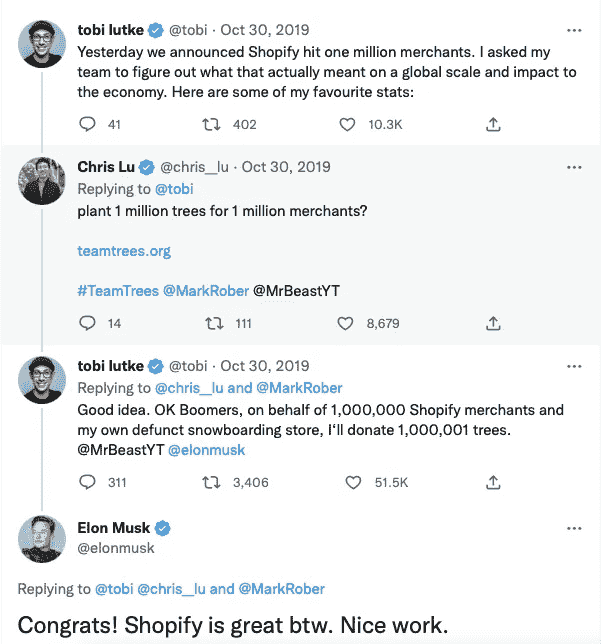 tobi lutke @tobi · Oct 30, 2019
Yesterday we announced Shopify hit one million merchants. I asked my
team to figure out what that actually meant on a global scale and impact to
the economy. Here are some of my favourite stats:
41 402 10.3K
Chris Lu @chris__lu · Oct 30, 2019
Replying to @tobi
plant 1 million trees for 1 million merchants?
teamtrees.org
#TeamTrees @MarkRober @MrBeastYT
14 111 8,679
tobi lutke @tobi · Oct 30, 2019
Replying to @chris__lu and @MarkRober
Good idea. OK Boomers, on behalf of 1,000,000 Shopify merchants and
my own defunct snowboarding store, I'll donate 1,000,001 trees.
@MrBeastYT @elonmusk
311 3,406 51.5K
Elon Musk
@elonmusk
Replying to @tobi @chris__lu and @MarkRober
Congrats! Shopify is great btw. Nice work.